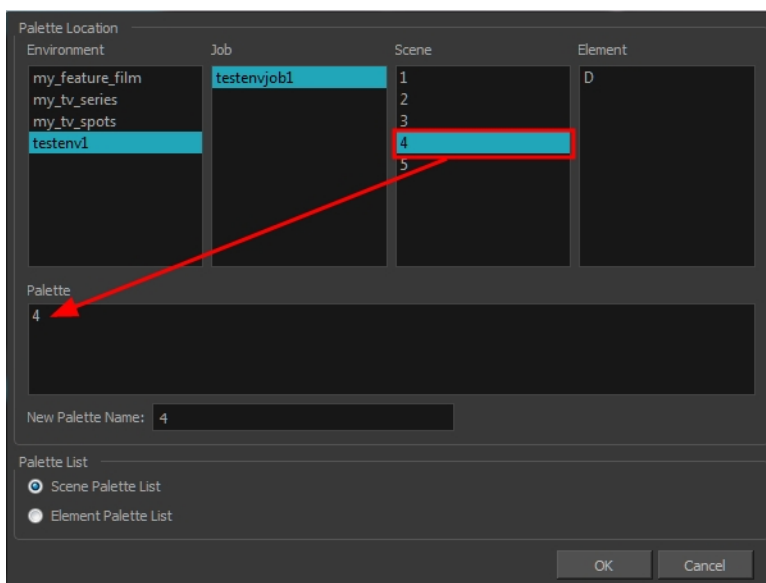 Palette Location
Environment Job Scene Element
my_feature_film testenvjob1 1 D
my_tv_series 2
my_tv_spots 3
testenv1 4
5
Palette
4
New Palette Name: 4
Palette List
Scene Palette List
Element Palette List
OK Cancel